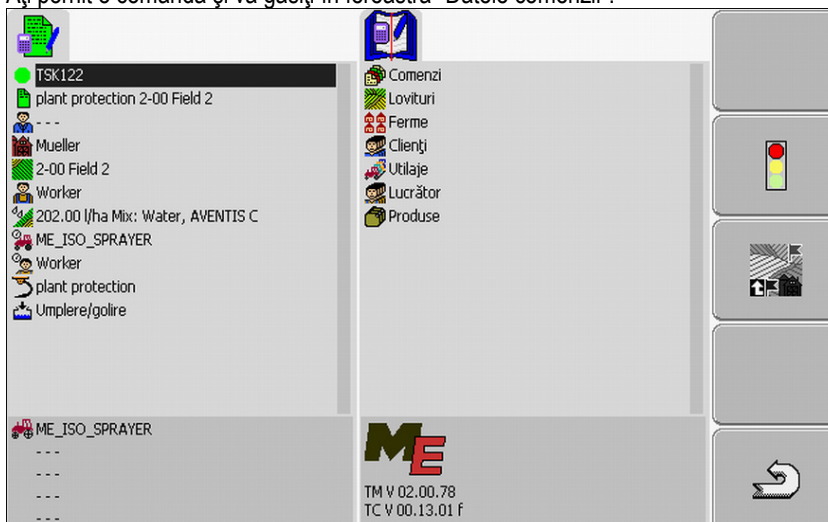 Aţi pornit o comandă şi vă găsiţi în fereastra "Datele comenzii".
TSK122
plant protection 2-00 Field 2
---
Mueller
2-00 Field 2
Worker
202.00 l/ha Mix: Water, AVENTIS C
ME_ISO_SPRAYER
Worker
plant protection
Umplere/golire
ME_ISO_SPRAYER
---
---
---
---
Comenzi
Lovituri
Ferme
Clienţi
Utilaje
Lucrător
Produse
ME
TM V 02.00.78
TC V 00.13.01 f